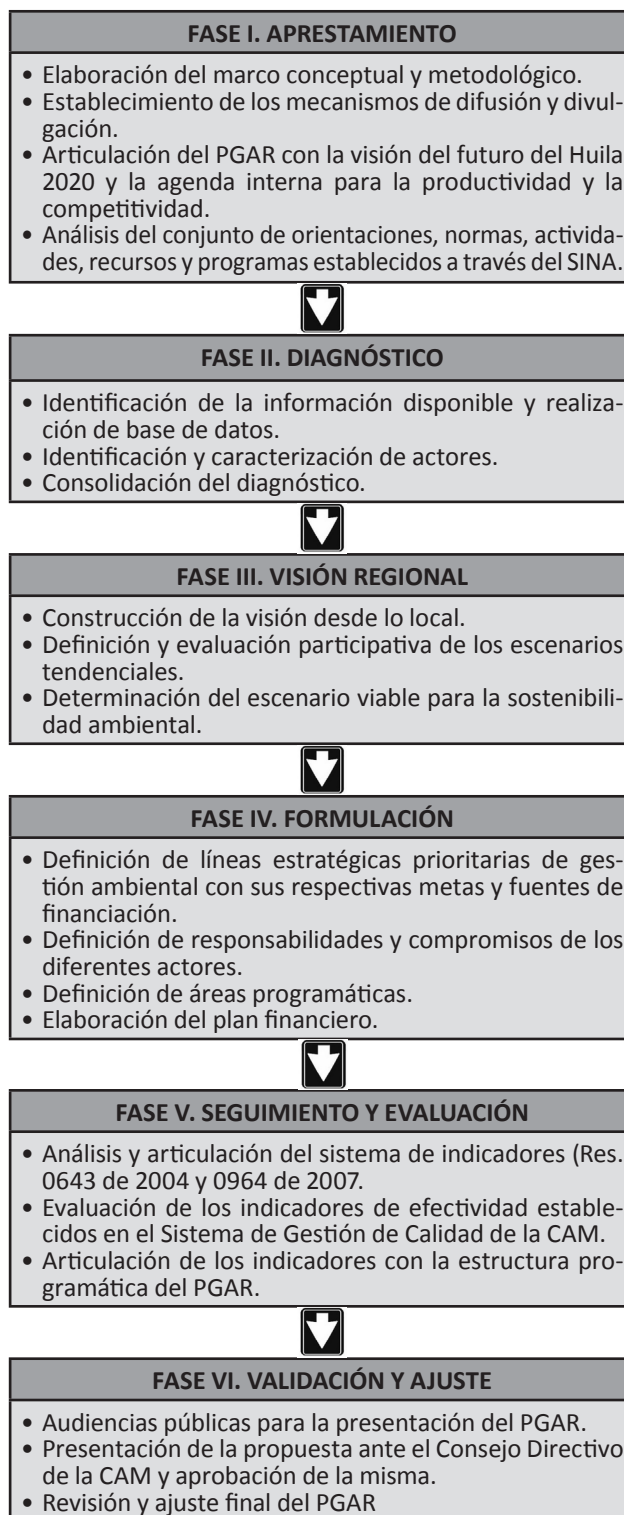 FASE I. APRESTAMIENTO
• Elaboración del marco conceptual y metodológico.
• Establecimiento de los mecanismos de difusión y divul-
gación.
• Articulación del PGAR con la visión del futuro del Huila
2020 y la agenda interna para la productividad y la
competitividad.
• Análisis del conjunto de orientaciones, normas, activida-
des, recursos y programas establecidos a través del SINA.
FASE II. DIAGNÓSTICO
• Identificación de la información disponible y realiza-
ción de base de datos.
• Identificación y caracterización de actores.
• Consolidación del diagnóstico.
FASE III. VISIÓN REGIONAL
• Construcción de la visión desde lo local.
• Definición y evaluación participativa de los escenarios
tendenciales.
• Determinación del escenario viable para la sostenibili-
dad ambiental.
FASE IV. FORMULACIÓN
• Definición de líneas estratégicas prioritarias de ges-
tión ambiental con sus respectivas metas y fuentes de
financiación.
• Definición de responsabilidades y compromisos de los
diferentes actores.
• Definición de áreas programáticas.
• Elaboración del plan financiero.
FASE V. SEGUIMIENTO Y EVALUACIÓN
• Análisis y articulación del sistema de indicadores (Res.
0643 de 2004 y 0964 de 2007.
• Evaluación de los indicadores de efectividad estable-
cidos en el Sistema de Gestión de Calidad de la CAM.
• Articulación de los indicadores con la estructura pro-
gramática del PGAR.
FASE VI. VALIDACIÓN Y AJUSTE
• Audiencias públicas para la presentación del PGAR.
• Presentación de la propuesta ante el Consejo Directivo
de la CAM y aprobación de la misma.
• Revisión y ajuste final del PGAR